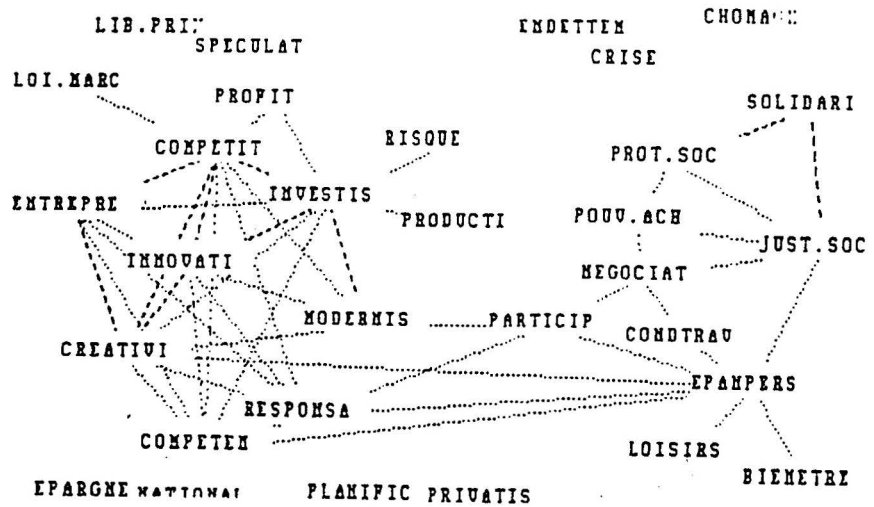 LIB.PRI
SPECULAT
ENDETTEM
CHOMA
CRISE
LOI.MARC
PROFIT
SOLIDARI
COMPETIT
RISQUE
PROT.SOC
ENTREPRE
INVESTIS
PRODUCTI
POUV.ACH
JUST.SOC
INNOVATI
NEGOCIAT
MODERNIS
PARTICIP
CONDTRAV
CREATIVI
EPANPERS
RESPONSA
COMPETEN
LOISIRS
BIENETRE
EPARGNE NATIONAL PLANIFIC PRIVATIS